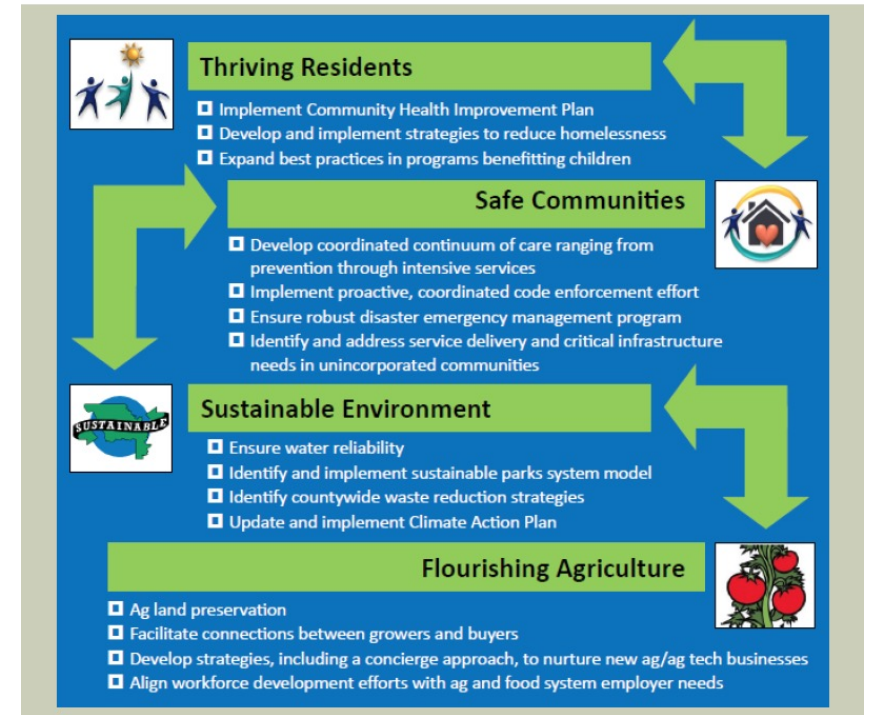 Thriving Residents
Implement Community Health Improvement Plan
Develop and implement strategies to reduce homelessness
Expand best practices in programs benefitting children
Safe Communities
Develop coordinated continuum of care ranging from
prevention through intensive services
Implement proactive, coordinated code enforcement effort
Ensure robust disaster emergency management program
Identify and address service delivery and critical infrastructure
needs in unincorporated communities
SUSTAINABLE
Sustainable Environment
Ensure water reliability
Identify and implement sustainable parks system model
Identify countywide waste reduction strategies
Update and implement Climate Action Plan
Flourishing Agriculture
Ag land preservation
Facilitate connections between growers and buyers
Develop strategies, including a concierge approach, to nurture new ag/ag tech businesses
Align workforce development efforts with ag and food system employer needs